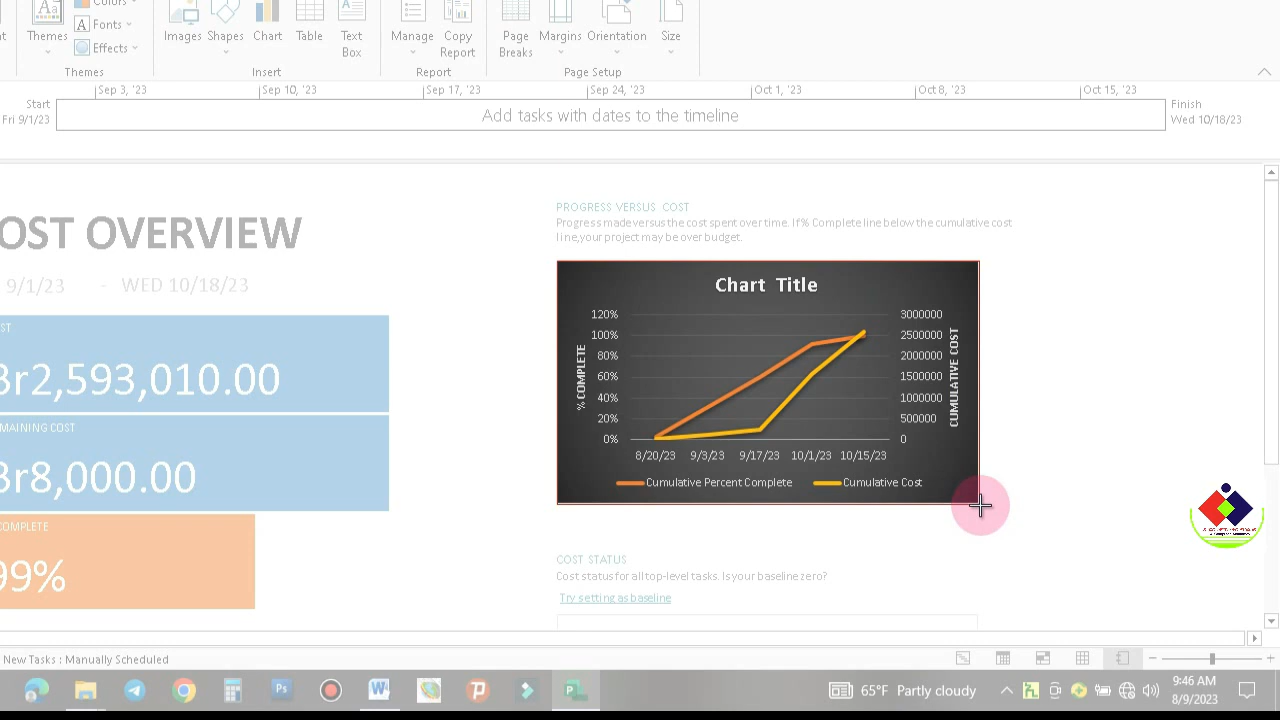 Themes
Colors
Fonts
Effects
Themes
Images
Shapes
Chart
Table
Text
Box
Insert
Manage
Copy
Report
Report
Page
Breaks
Margins
Orientation
Size
Page Setup
Sep 3, '23
Sep 10, '23
Sep 17, '23
Sep 24, '23
Oct 1, '23
Oct 8, '23
Oct 15, '23
Start
Fri 9/1/23
Add tasks with dates to the timeline
Finish
Wed 10/18/23
OST OVERVIEW
9/1/23 - WED 10/18/23
ST
Br2,593,010.00
MAINING COST
Br8,000.00
COMPLETE
99%
PROGRESS VERSUS COST
Progress made versus the cost spent over time. If % Complete line below the cumulative cost
line,your project may be over budget.
Chart Title
120%
100%
80%
60%
40%
20%
0%
% COMPLETE
3000000
2500000
2000000
1500000
1000000
500000
0
CUMULATIVE COST
8/20/23 9/3/23 9/17/23 10/1/23 10/15/23
Cumulative Percent Complete
Cumulative Cost
COST STATUS
Cost status for all top-level tasks. Is your baseline zero?
Try setting as baseline
New Tasks : Manually Scheduled
65°F Partly cloudy
9:46 AM
8/9/2023